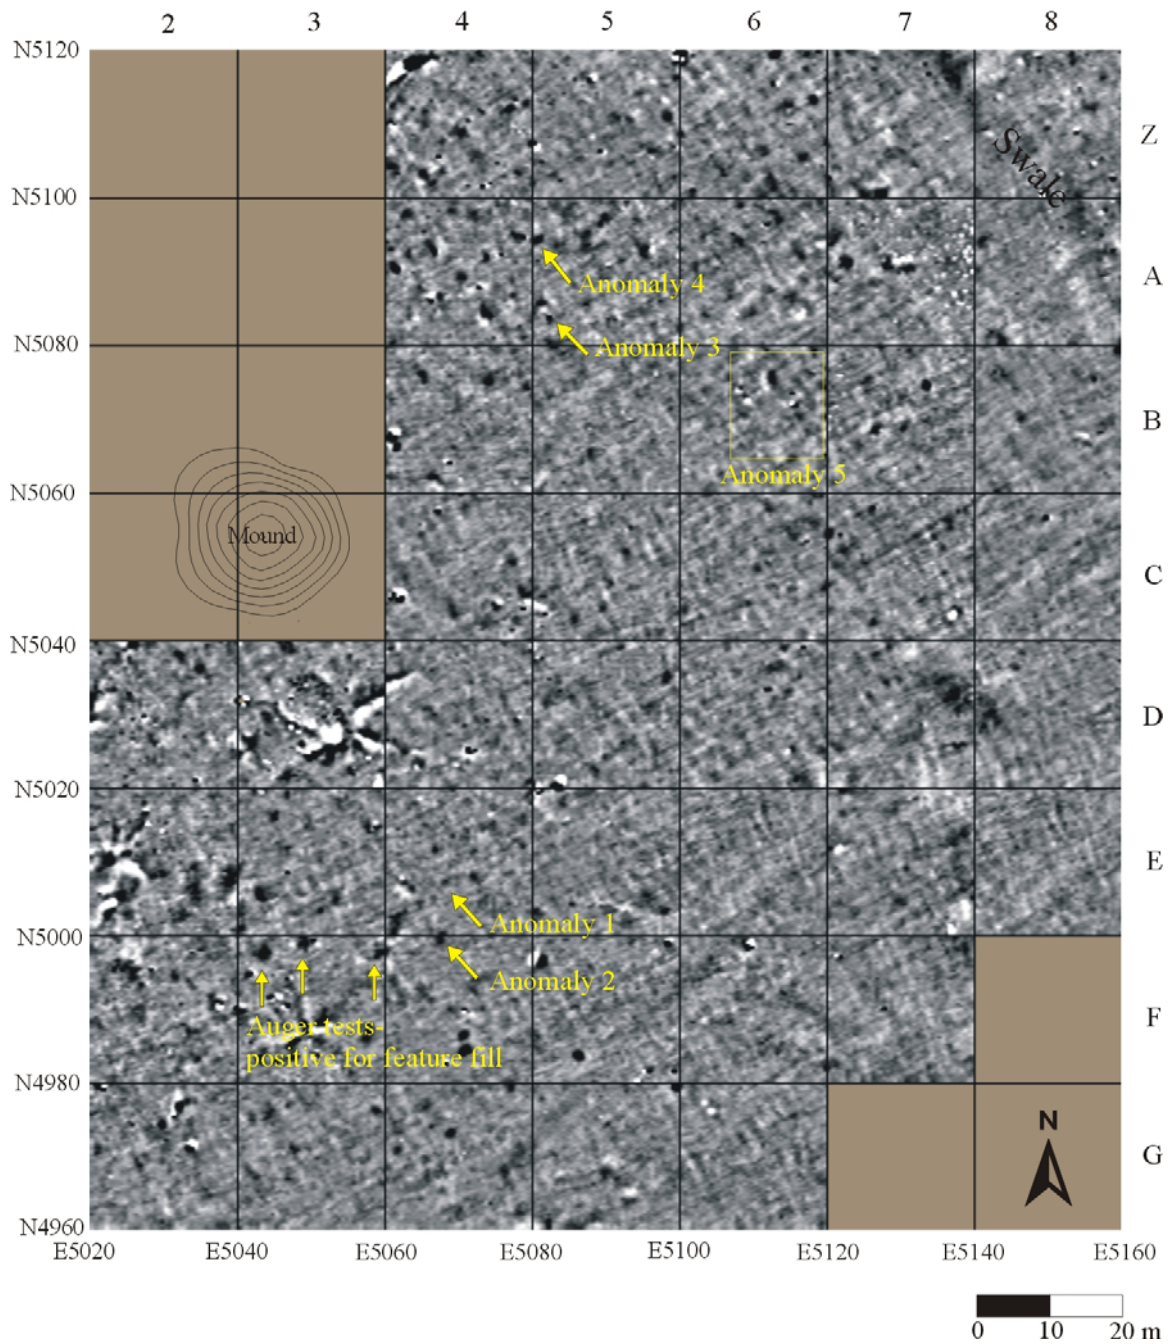 2 3 4 5 6 7 8
N5120
Z
Swale
N5100
A
Anomaly 4
N5080
Anomaly 3
B
Anomaly 5
N5060
Mound
C
N5040
D
N5020
E
Anomaly 1
N5000
Anomaly 2
F
Auger tests-
positive for feature fill
N4980
N
G
N4960
E5020 E5040 E5060 E5080 E5100 E5120 E5140 E5160
0 10 20 m